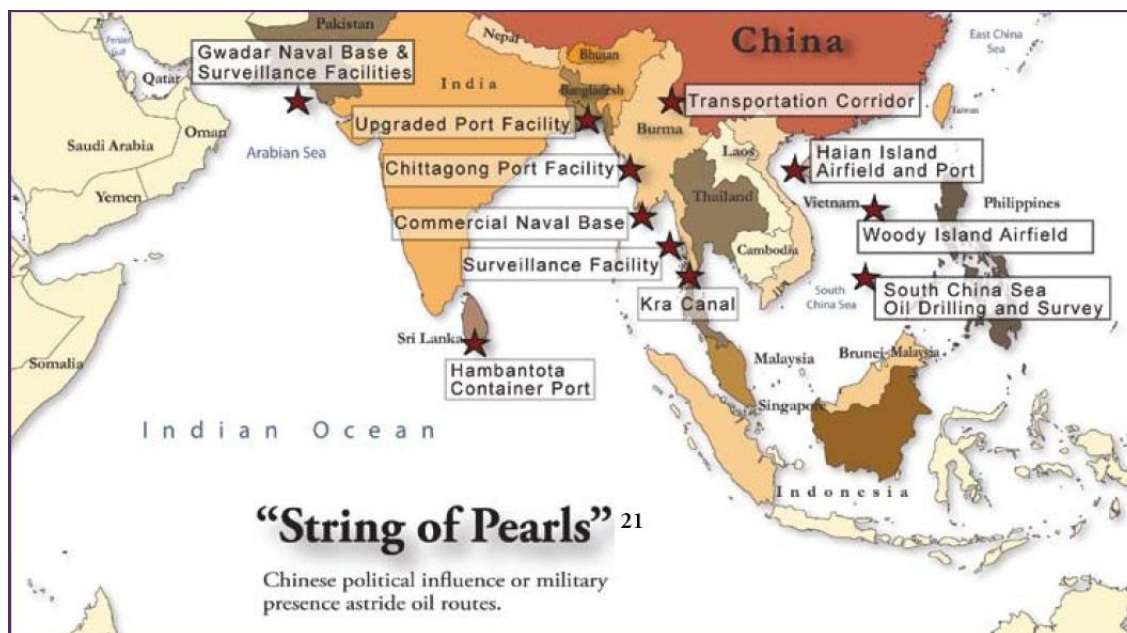 Pakistan
Nepal
China
East China
Sea
Persian
Gulf
Gwadar Naval Base &
Surveillance Facilities
Qatar
Bhutan
India
Bangladesh
Transportation Corridor
Taiwan
Oman
Upgraded Port Facility
Burma
Saudi Arabia
Arabian Sea
Laos
Haian Island
Airfield and Port
Chittagong Port Facility
Yemen
Thailand
Vietnam
Philippines
Commercial Naval Base
Woody Island Airfield
Cambodia
Surveillance Facility
South
China Sea
South China Sea
Oil Drilling and Survey
Kra Canal
Sri Lanka
Somalia
Malaysia
Brunei
Malaysia
Hambantota
Container Port
Singapore
Indian Ocean
Indonesia
“String of Pearls” 21
Chinese political influence or military
presence astride oil routes.